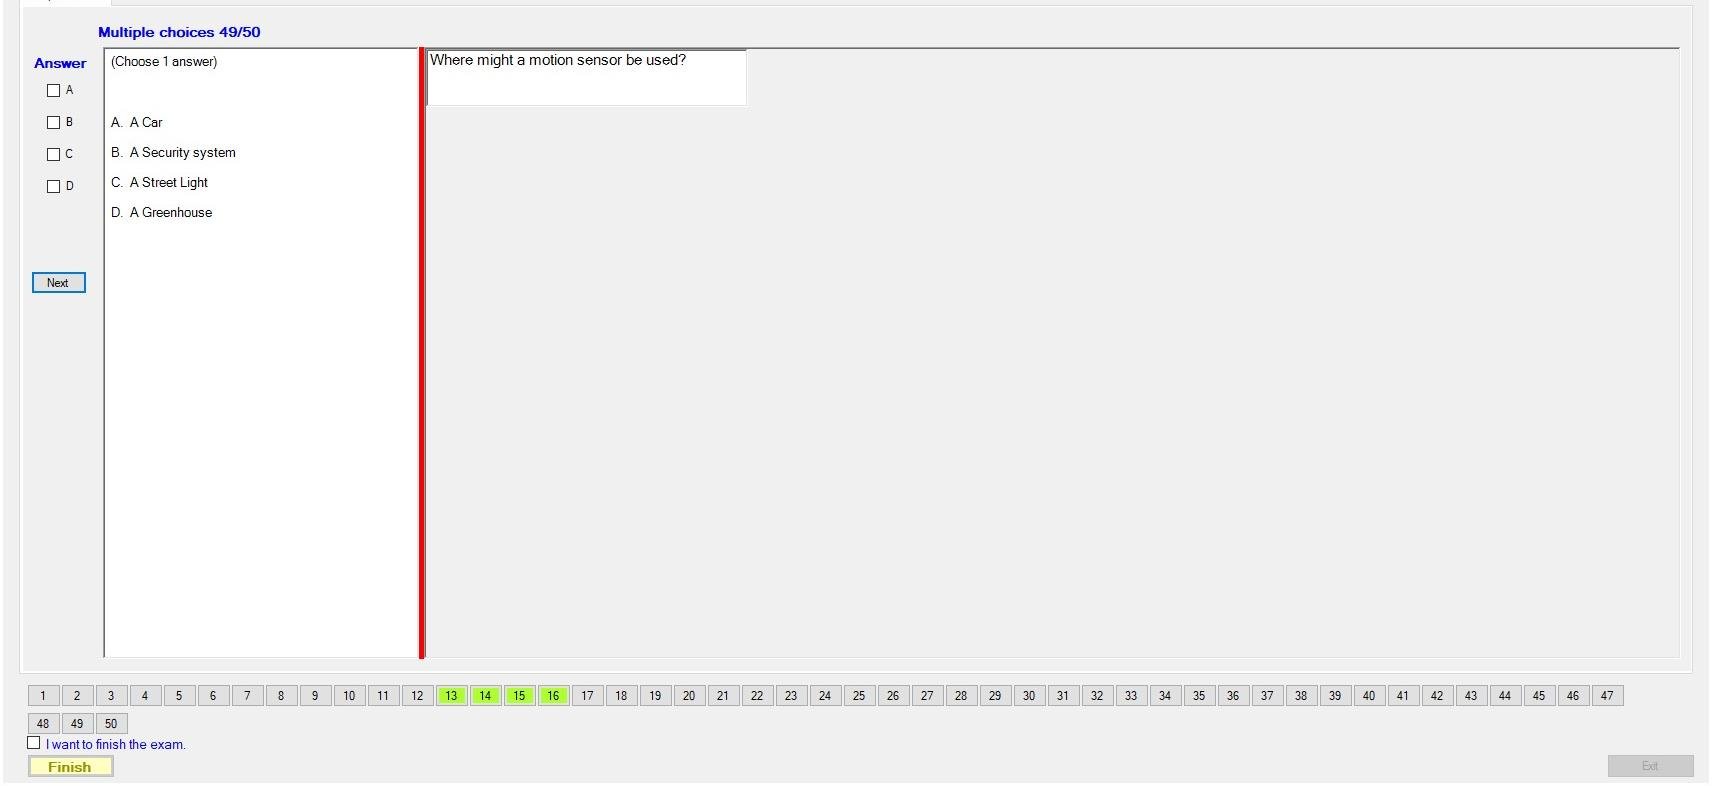 Multiple choices 49/50
Answer
A
B
C
D
Next
(Choose 1 answer)
A. A Car
B. A Security system
C. A Street Light
D. A Greenhouse
Where might a motion sensor be used?
1 2 3 4 5 6 7 8 9 10 11 12 13 14 15 16 17 18 19 20 21 22 23 24 25 26 27 28 29 30 31 32 33 34 35 36 37 38 39 40 41 42 43 44 45 46 47
48 49 50
I want to finish the exam.
Finish
Exit